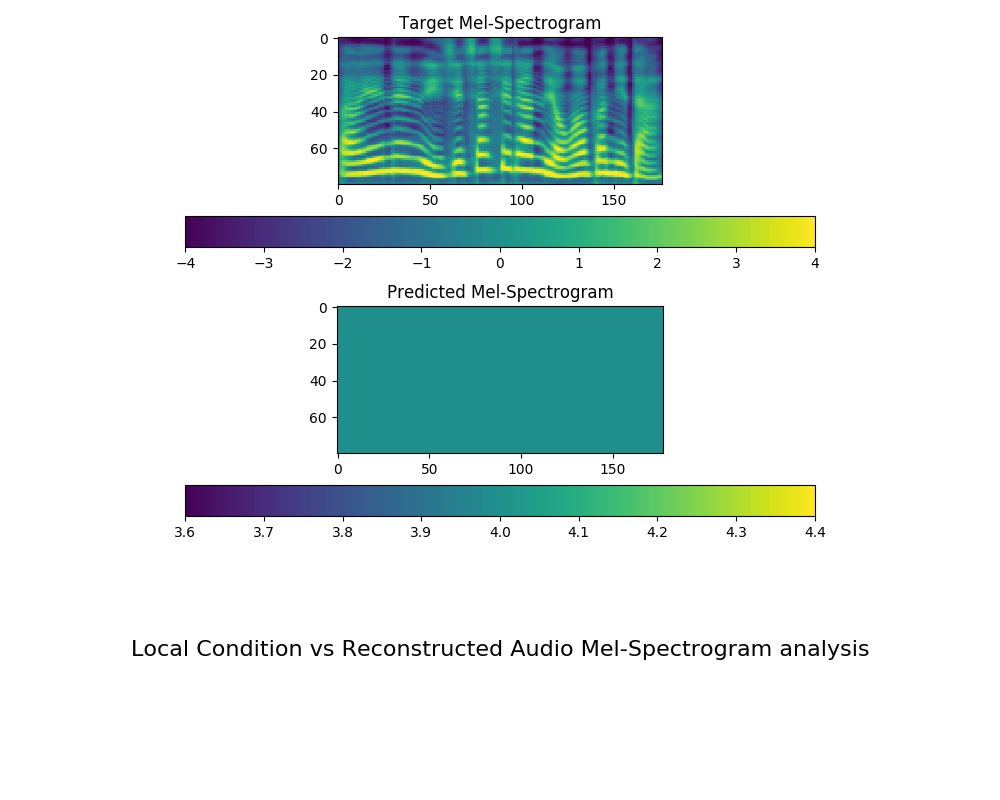 Target Mel-Spectrogram
0
20
40
60
0 50 100 150
−4 −3 −2 −1 0 1 2 3 4
Predicted Mel-Spectrogram
0
20
40
60
0 50 100 150
3.6 3.7 3.8 3.9 4.0 4.1 4.2 4.3 4.4
Local Condition vs Reconstructed Audio Mel-Spectrogram analysis